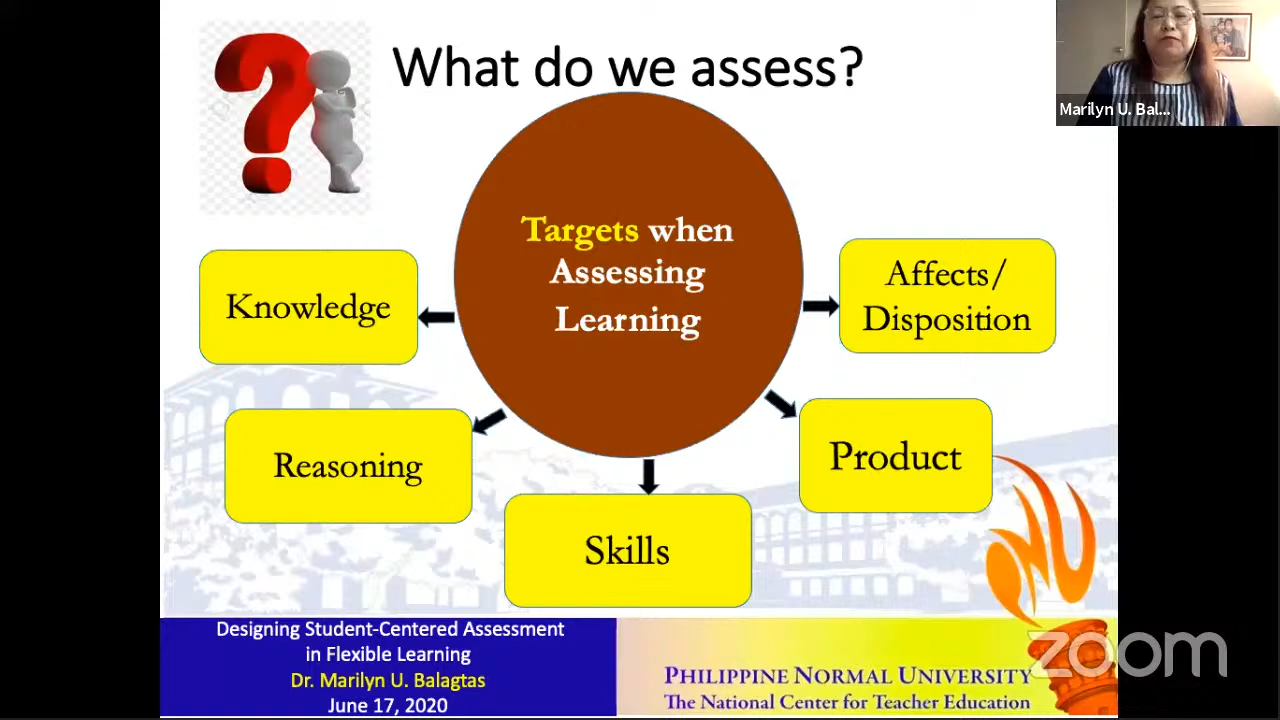 What do we assess?
Marilyn U. Bal...
Targets when
Assessing
Learning
Knowledge
Affects/
Disposition
Reasoning
Product
Skills
Designing Student-Centered Assessment
in Flexible Learning
Dr. Marilyn U. Balagtas
June 17, 2020
PHILIPPINE NORMAL UNIVERSITY
The National Center for Teacher Education
zoom